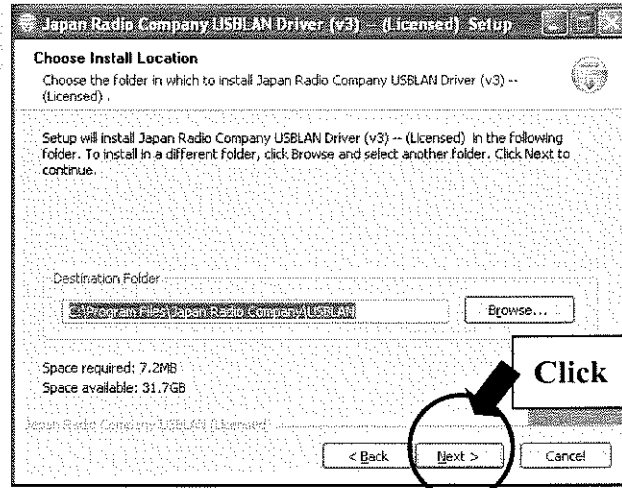 Japan Radio Company USBLAN Driver (v3) -- (Licensed) Setup
Choose Install Location
Choose the folder in which to install Japan Radio Company USBLAN Driver (v3) --
(Licensed) .
Setup will install Japan Radio Company USBLAN Driver (v3) -- (Licensed) in the following
folder. To install in a different folder, click Browse and select another folder. Click Next to
continue.
Destination Folder
C:\Program Files\Japan Radio Company\USBLAN
Browse...
Space required: 7.2MB
Space available: 31.7GB
Click
Japan Radio Company USBLAN (Licensed)
< Back
Next >
Cancel